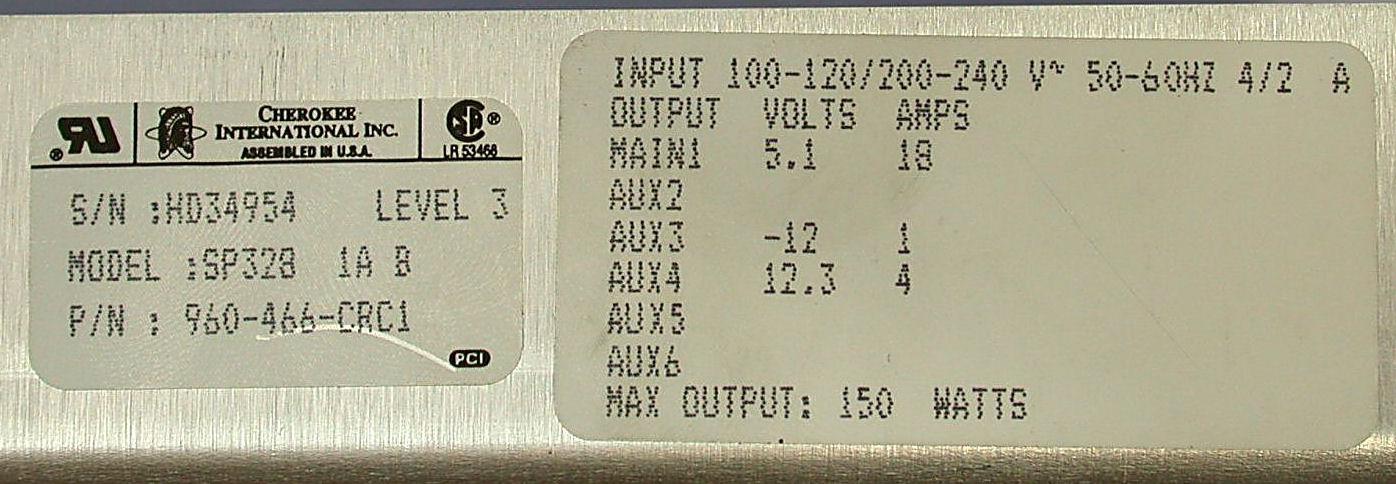 CHEROKEE
INTERNATIONAL INC.
ASSEMBLED IN U.S.A.
LR 53468
S/N :HD34954 LEVEL 3
MODEL :SP328 1A B
P/N : 960-466-CRC1
PCI
INPUT 100-120/200-240 V~ 50-60HZ 4/2 A
OUTPUT VOLTS AMPS
MAIN1 5.1 18
AUX2
AUX3 -12 1
AUX4 12.3 4
AUX5
AUX6
MAX OUTPUT: 150 WATTS